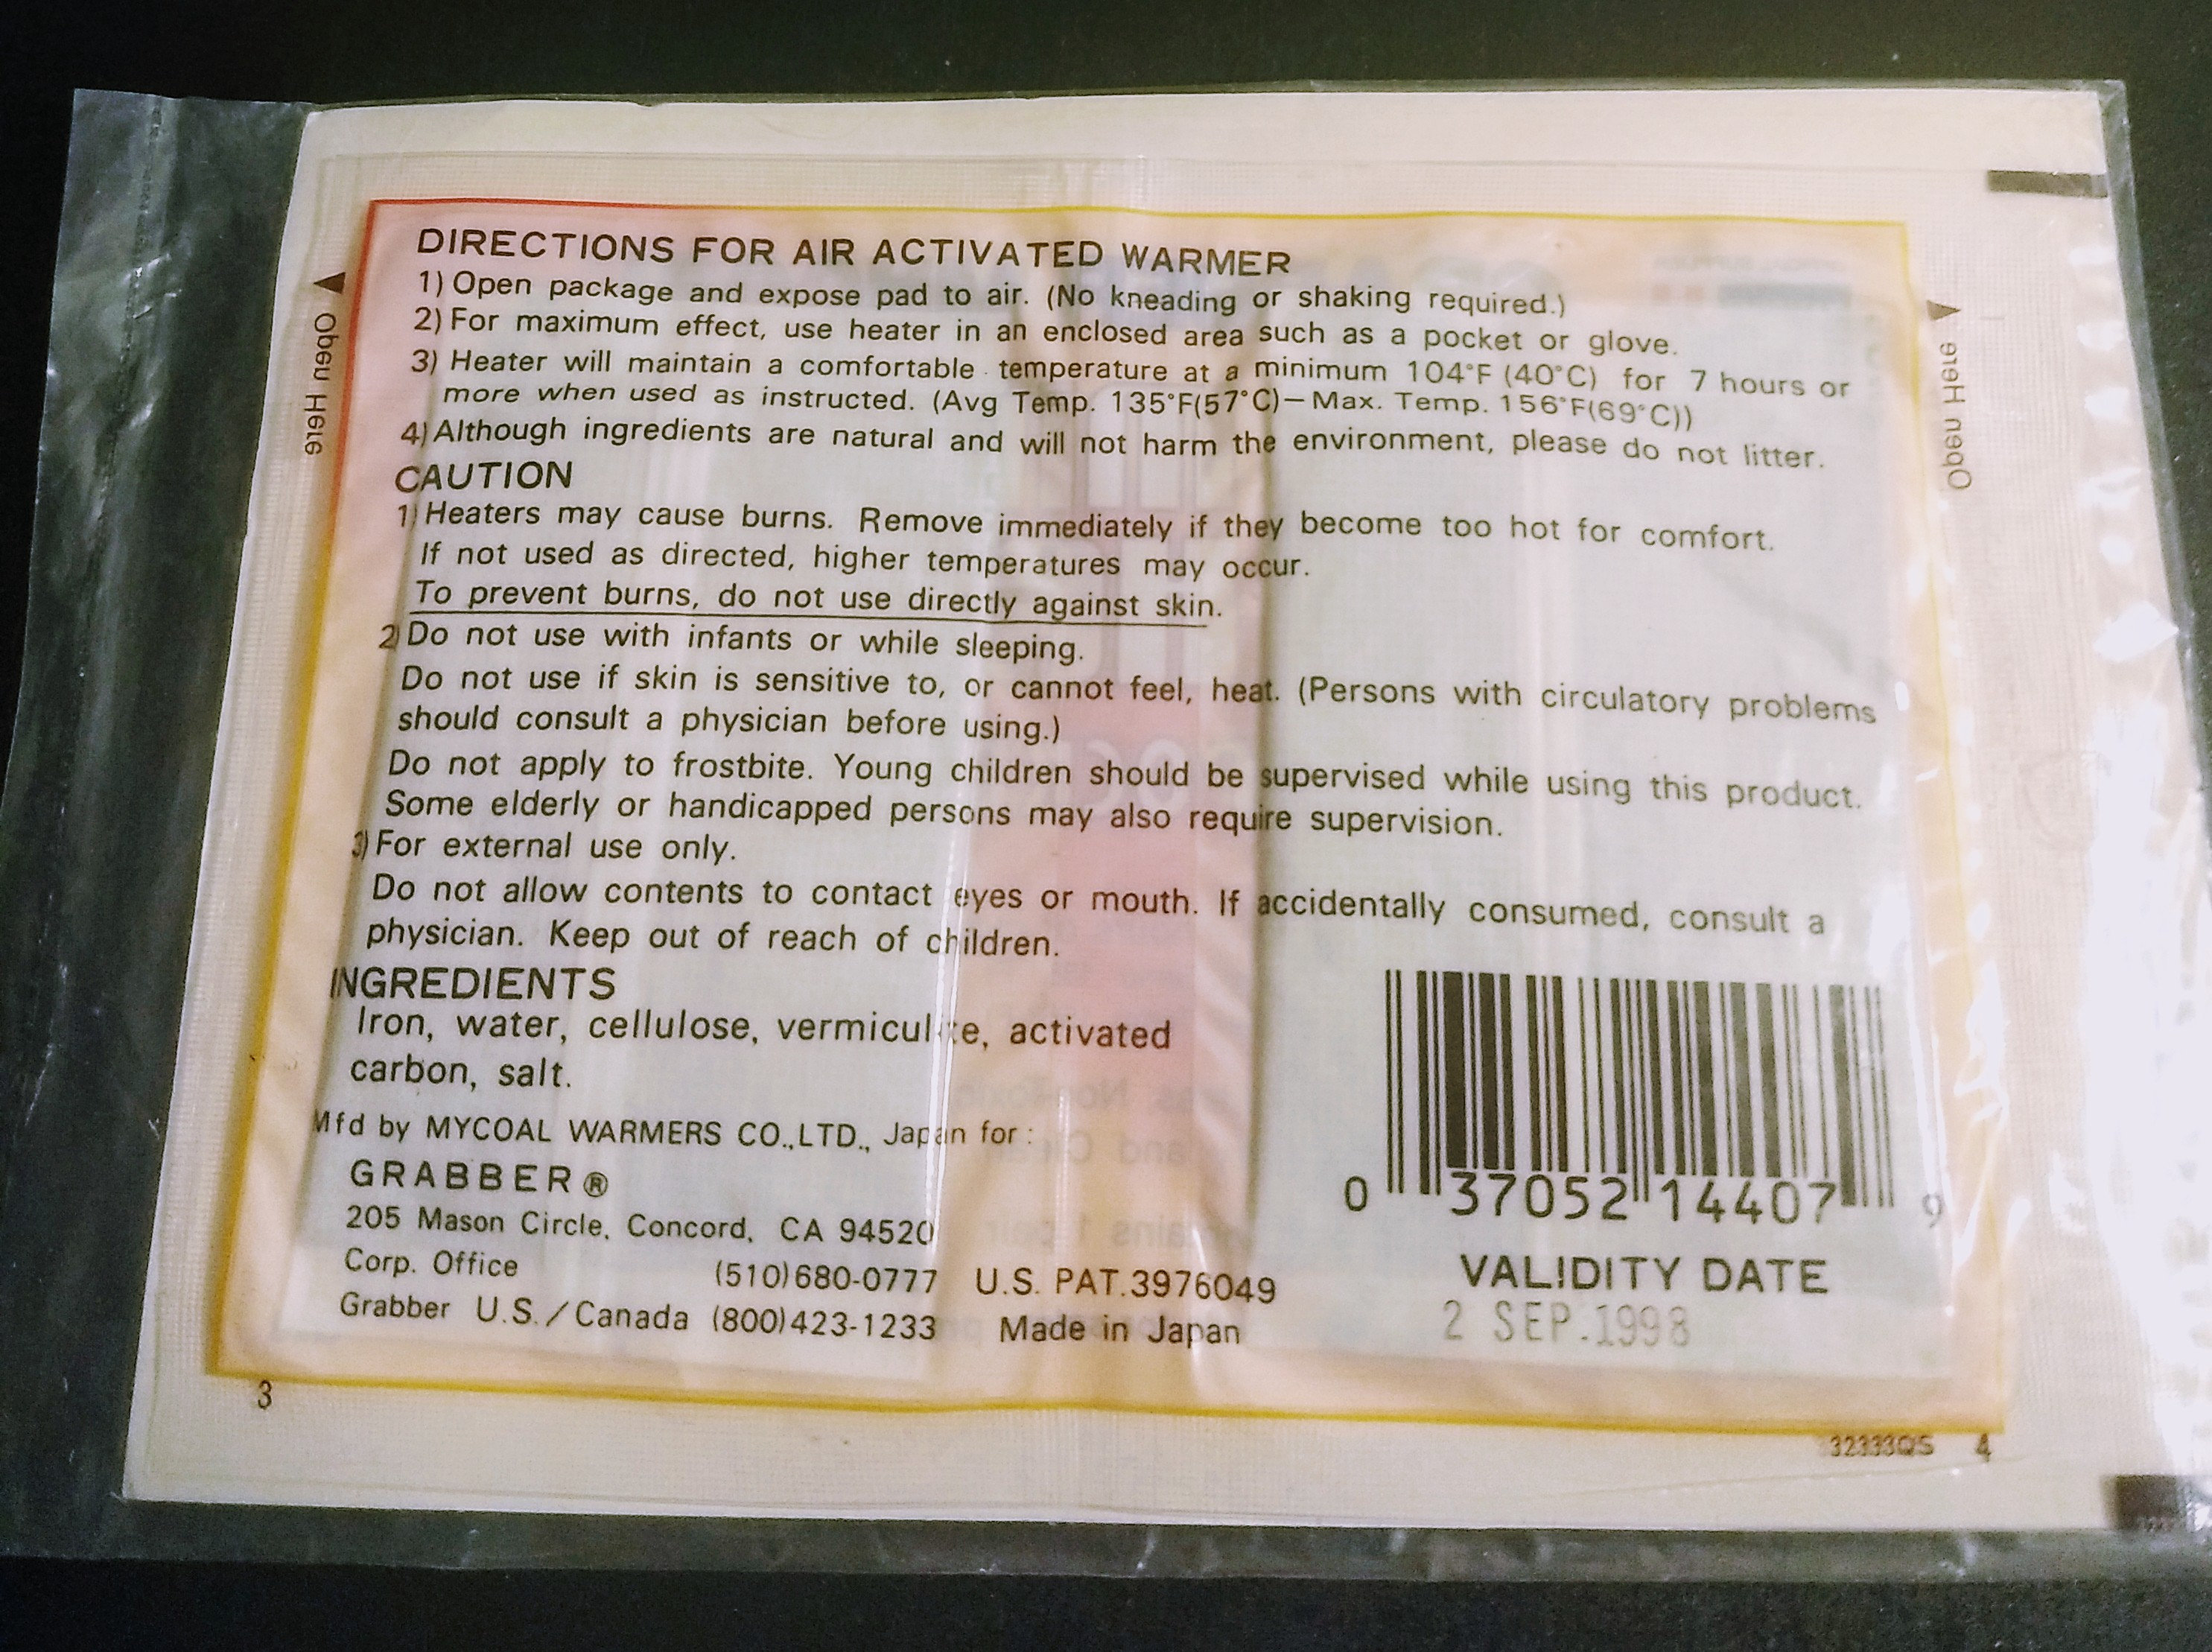 DIRECTIONS FOR AIR ACTIVATED WARMER
1) Open package and expose pad to air. (No kneading or shaking required.)
2) For maximum effect, use heater in an enclosed area such as a pocket or glove.
3) Heater will maintain a comfortable temperature at a minimum 104°F (40°C) for 7 hours or
more when used as instructed. (Avg Temp. 135°F(57°C)—Max. Temp. 156°F(69°C))
4) Although ingredients are natural and will not harm the environment, please do not litter.
CAUTION
1) Heaters may cause burns. Remove immediately if they become too hot for comfort.
If not used as directed, higher temperatures may occur.
To prevent burns, do not use directly against skin.
2) Do not use with infants or while sleeping.
Do not use if skin is sensitive to, or cannot feel, heat. (Persons with circulatory problems
should consult a physician before using.)
Do not apply to frostbite. Young children should be supervised while using this product.
Some elderly or handicapped persons may also require supervision.
3) For external use only.
Do not allow contents to contact eyes or mouth. If accidentally consumed, consult a
physician. Keep out of reach of children.
INGREDIENTS
Iron, water, cellulose, vermiculite, activated
carbon, salt.
Mfd by MYCOAL WARMERS CO.,LTD., Japan for :
GRABBER®
205 Mason Circle, Concord, CA 94520
Corp. Office (510)680-0777 U.S. PAT.3976049
Grabber U.S./Canada (800)423-1233 Made in Japan
0 37052 14407 9
VALIDITY DATE
2 SEP.1998
Open Here
Open Here
3
32333QS 4